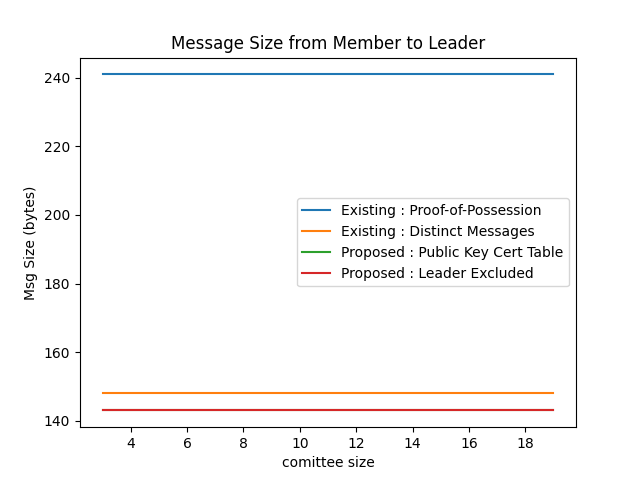 Message Size from Member to Leader
240
220
200
180
160
140
Msg Size (bytes)
Existing : Proof-of-Possession
Existing : Distinct Messages
Proposed : Public Key Cert Table
Proposed : Leader Excluded
4 6 8 10 12 14 16 18
comittee size